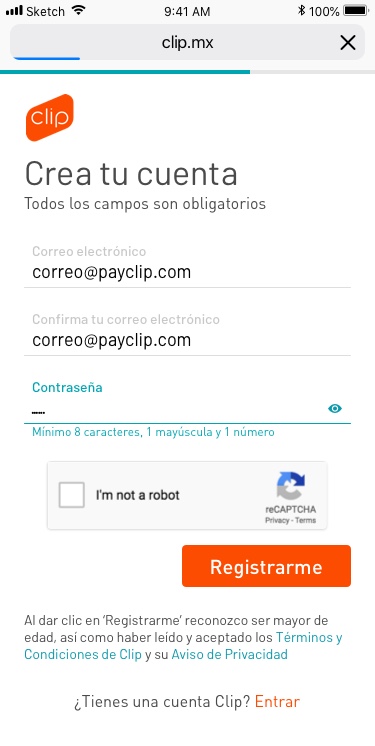 Sketch 9:41 AM 100%
clip.mx
clip
Crea tu cuenta
Todos los campos son obligatorios
Correo electrónico
correo@payclip.com
Confirma tu correo electrónico
correo@payclip.com
Contraseña
Mínimo 8 caracteres, 1 mayúscula y 1 número
I'm not a robot
reCAPTCHA
Privacy - Terms
Registrarme
Al dar clic en ‘Registrarme’ reconozco ser mayor de
edad, así como haber leído y aceptado los Términos y
Condiciones de Clip y su Aviso de Privacidad
¿Tienes una cuenta Clip? Entrar